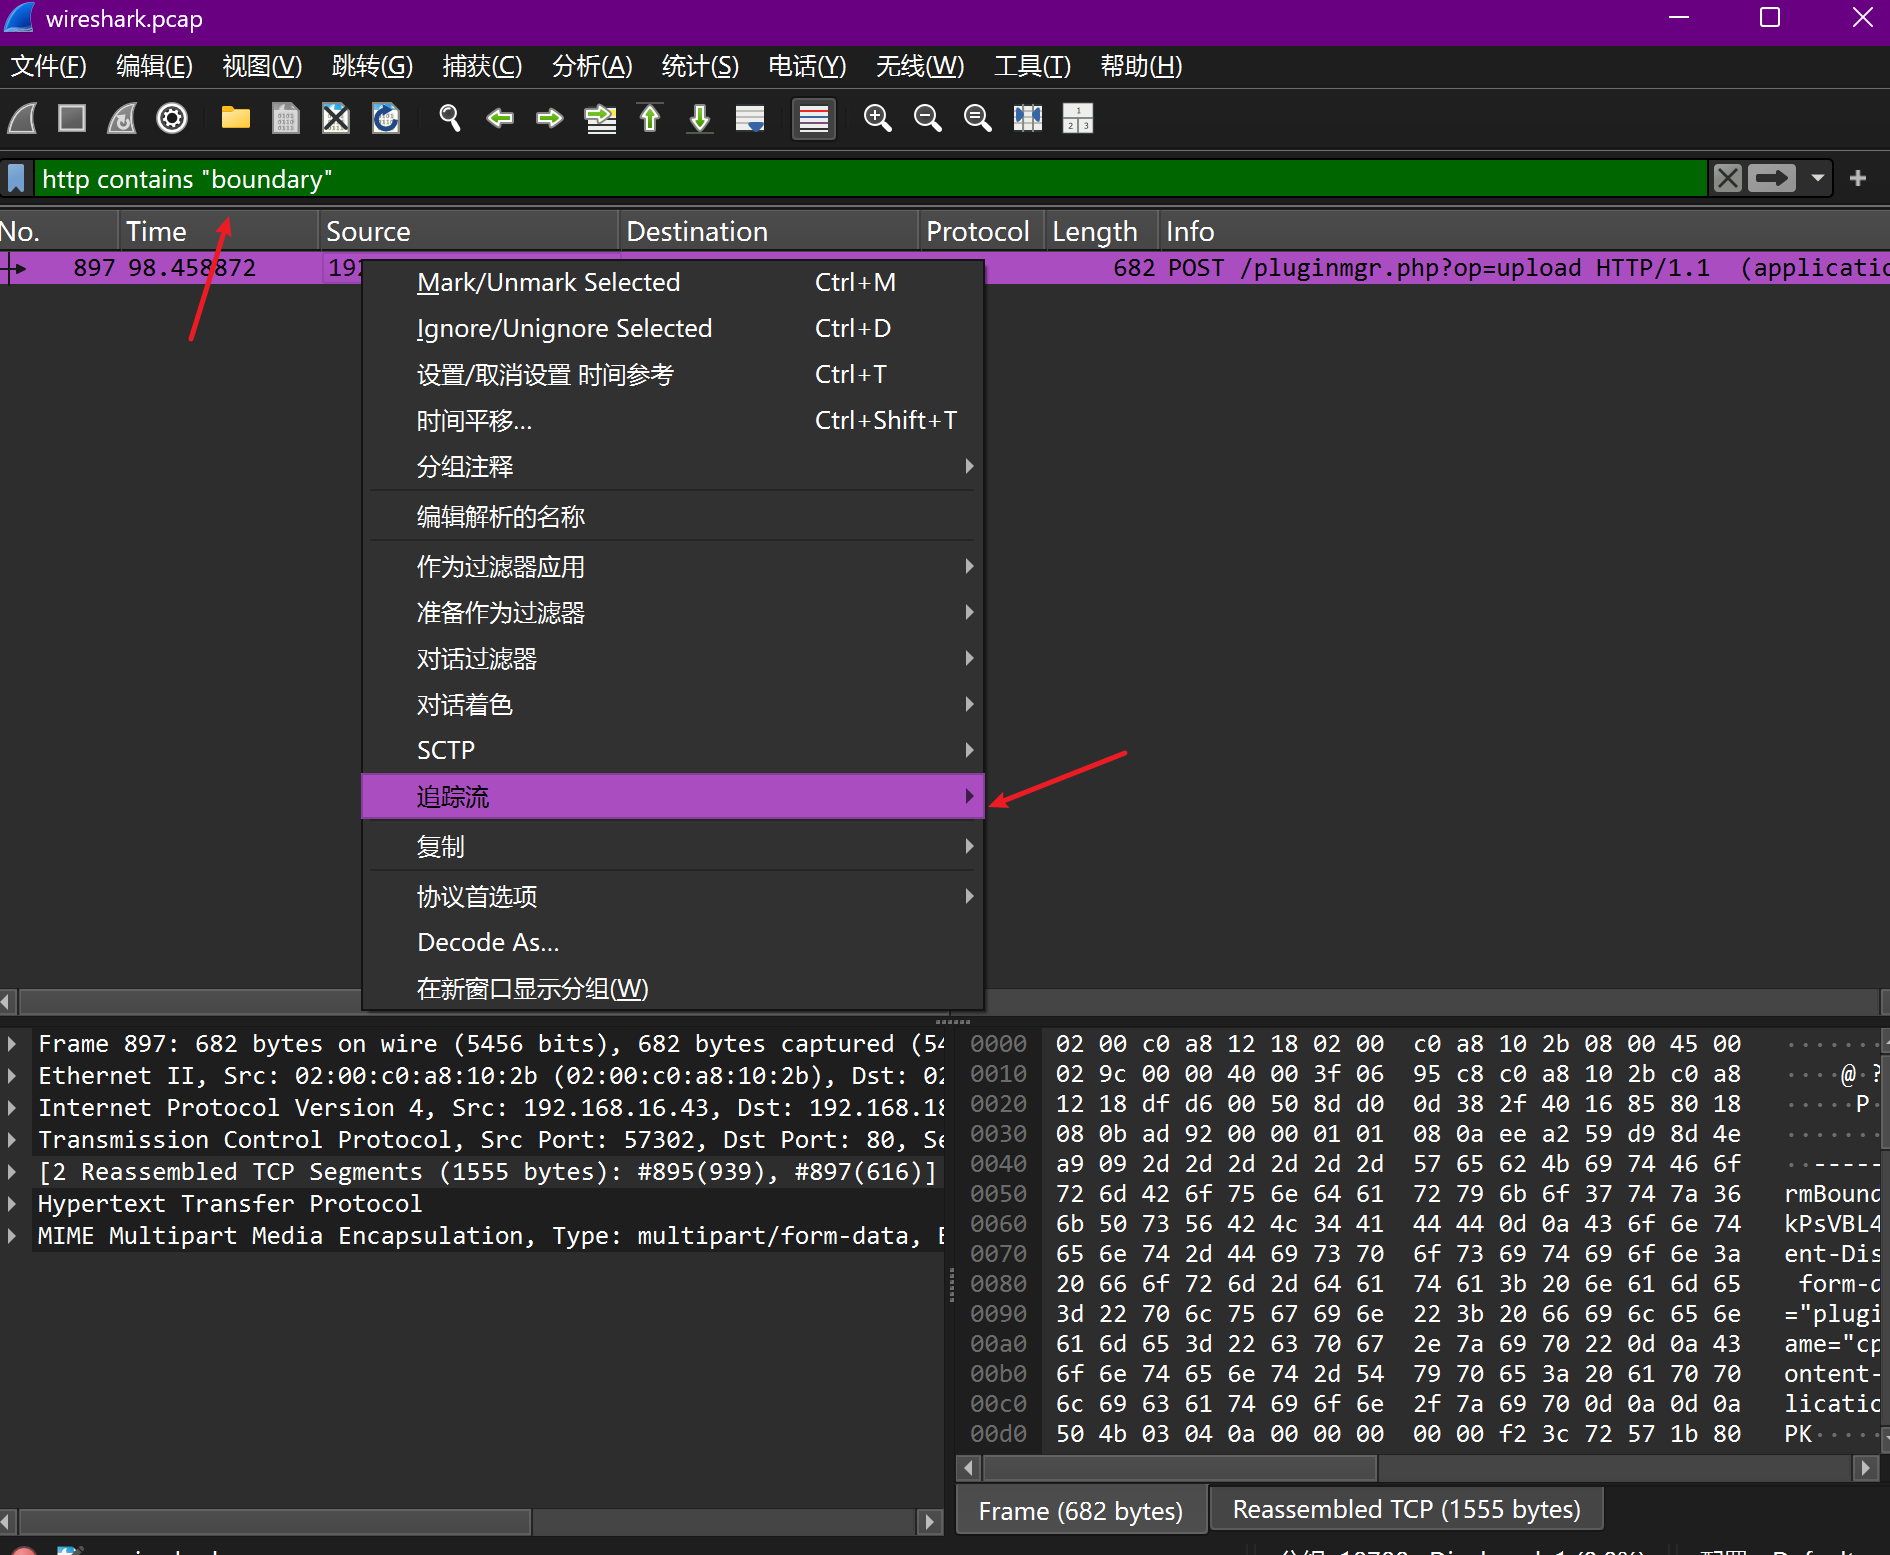 wireshark.pcap
文件(F) 编辑(E) 视图(V) 跳转(G) 捕获(C) 分析(A) 统计(S) 电话(Y) 无线(W) 工具(T) 帮助(H)
http contains "boundary"
No. Time Source Destination Protocol Length Info
897 98.458872 192 682 POST /pluginmgr.php?op=upload HTTP/1.1 (applicatic
Mark/Unmark Selected Ctrl+M
Ignore/Unignore Selected Ctrl+D
设置/取消设置 时间参考 Ctrl+T
时间平移... Ctrl+Shift+T
分组注释
编辑解析的名称
作为过滤器应用
准备作为过滤器
对话过滤器
对话着色
SCTP
追踪流
复制
协议首选项
Decode As...
在新窗口显示分组(W)
Frame 897: 682 bytes on wire (5456 bits), 682 bytes captured (54
Ethernet II, Src: 02:00:c0:a8:10:2b (02:00:c0:a8:10:2b), Dst: 02
Internet Protocol Version 4, Src: 192.168.16.43, Dst: 192.168.18
Transmission Control Protocol, Src Port: 57302, Dst Port: 80, Se
[2 Reassembled TCP Segments (1555 bytes): #895(939), #897(616)]
Hypertext Transfer Protocol
MIME Multipart Media Encapsulation, Type: multipart/form-data, B
0000 02 00 c0 a8 12 18 02 00 c0 a8 10 2b 08 00 45 00 ·······
0010 02 9c 00 00 40 00 3f 06 95 c8 c0 a8 10 2b c0 a8 ····@·?
0020 12 18 df d6 00 50 8d d0 0d 38 2f 40 16 85 80 18 ·····P·
0030 08 0b ad 92 00 00 01 01 08 0a ee a2 59 d9 8d 4e ·······
0040 a9 09 2d 2d 2d 2d 2d 2d 57 65 62 4b 69 74 46 6f ··-----
0050 72 6d 42 6f 75 6e 64 61 72 79 6b 6f 37 74 7a 36 rmBound
0060 6b 50 73 56 42 4c 34 41 44 44 0d 0a 43 6f 6e 74 kPsVBL4
0070 65 6e 74 2d 44 69 73 70 6f 73 69 74 69 6f 6e 3a ent-Dis
0080 20 66 6f 72 6d 2d 64 61 74 61 3b 20 6e 61 6d 65 form-d
0090 3d 22 70 6c 75 67 69 6e 22 3b 20 66 69 6c 65 6e ="plugi
00a0 61 6d 65 3d 22 63 70 67 2e 7a 69 70 22 0d 0a 43 ame="cp
00b0 6f 6e 74 65 6e 74 2d 54 79 70 65 3a 20 61 70 70 ontent-
00c0 6c 69 63 61 74 69 6f 6e 2f 7a 69 70 0d 0a 0d 0a licatic
00d0 50 4b 03 04 0a 00 00 00 00 00 f2 3c 72 57 1b 80 PK·····
Frame (682 bytes) Reassembled TCP (1555 bytes)